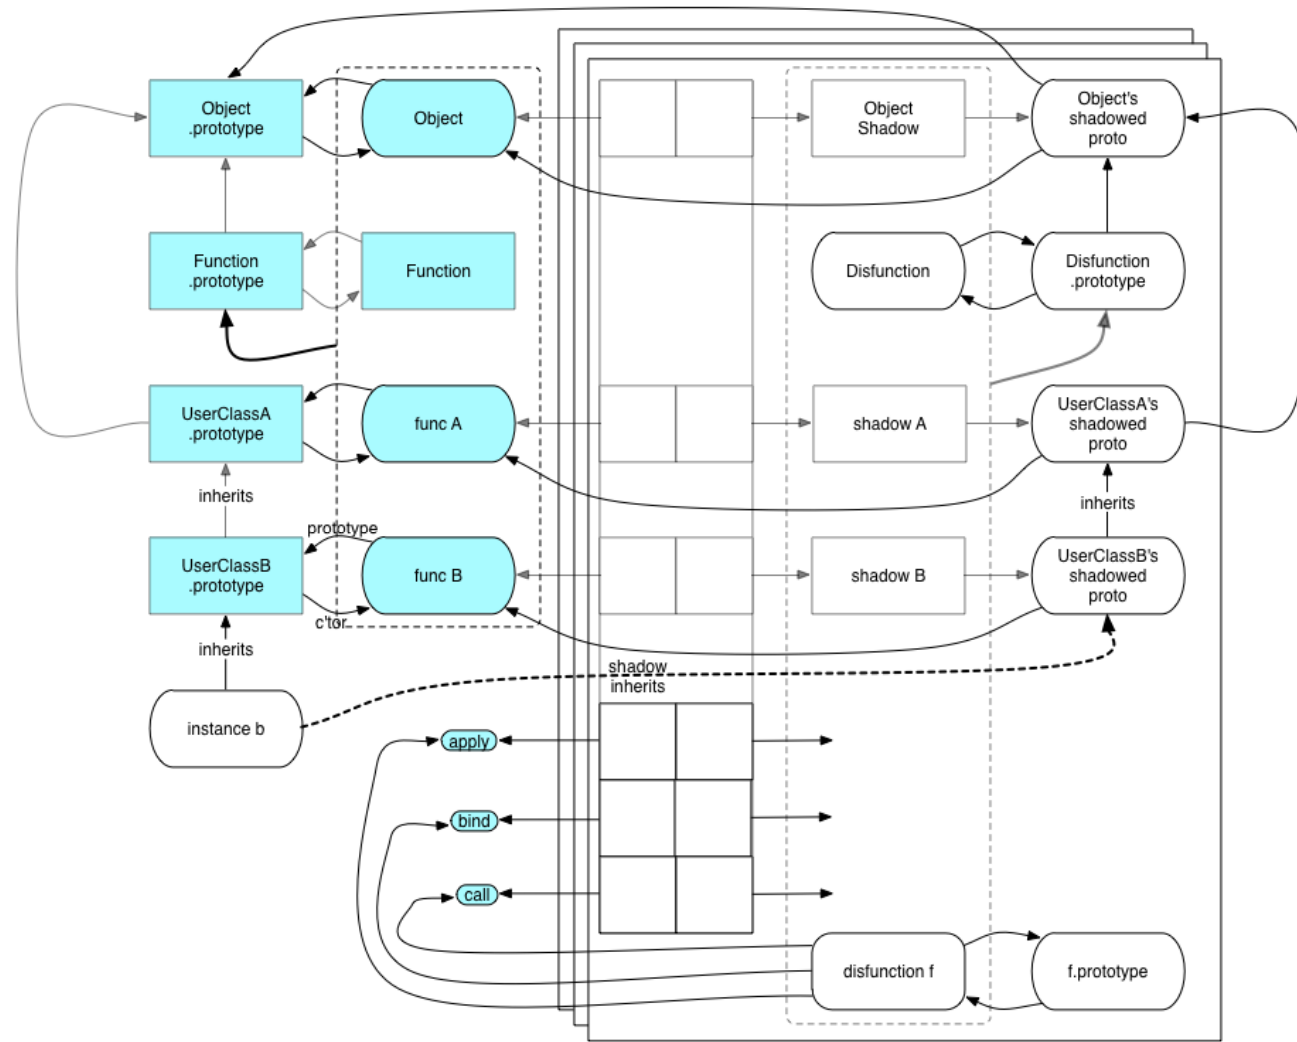 Object
.prototype
Object
Object
Shadow
Object's
shadowed
proto
Function
.prototype
Function
Disfunction
Disfunction
.prototype
UserClassA
.prototype
func A
shadow A
UserClassA's
shadowed
proto
inherits
inherits
prototype
UserClassB
.prototype
func B
shadow B
UserClassB's
shadowed
proto
c'tor
inherits
shadow
inherits
instance b
apply
bind
call
disfunction f
f.prototype